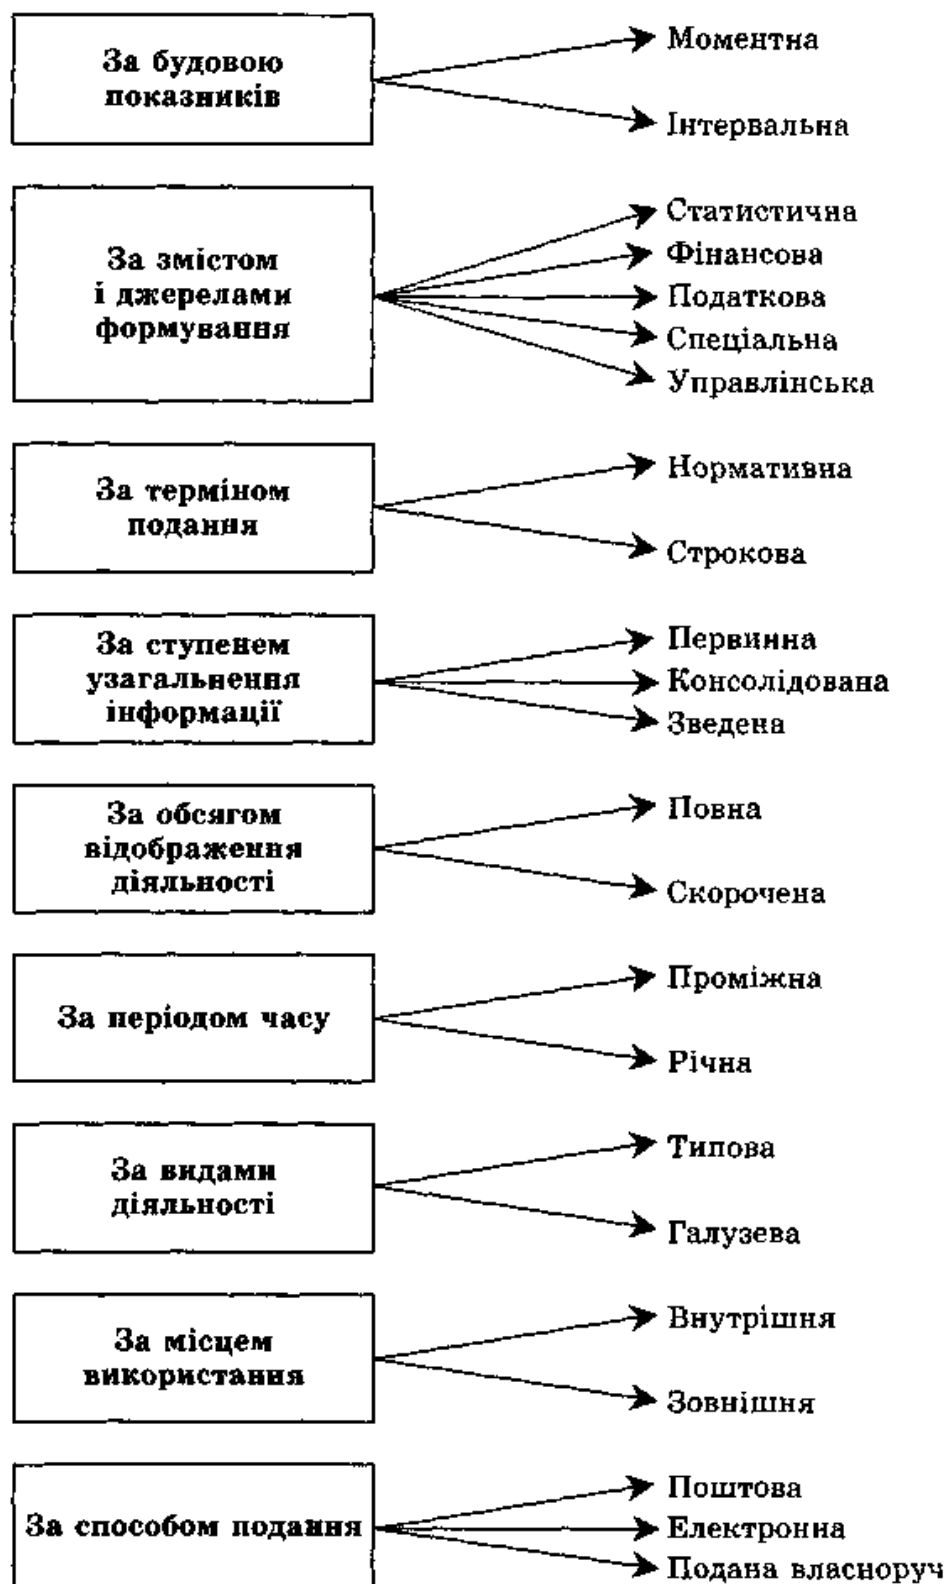 За будовою
показників
Моментна
Інтервальна
За змістом
і джерелами
формування
Статистична
Фінансова
Податкова
Спеціальна
Управлінська
За терміном
подання
Нормативна
Строкова
За ступенем
узагальнення
інформації
Первинна
Консолідована
Зведена
За обсягом
відображення
діяльності
Повна
Скорочена
За періодом часу
Проміжна
Річна
За видами
діяльності
Типова
Галузева
За місцем
використання
Внутрішня
Зовнішня
За способом подання
Поштова
Електронна
Подана власноруч